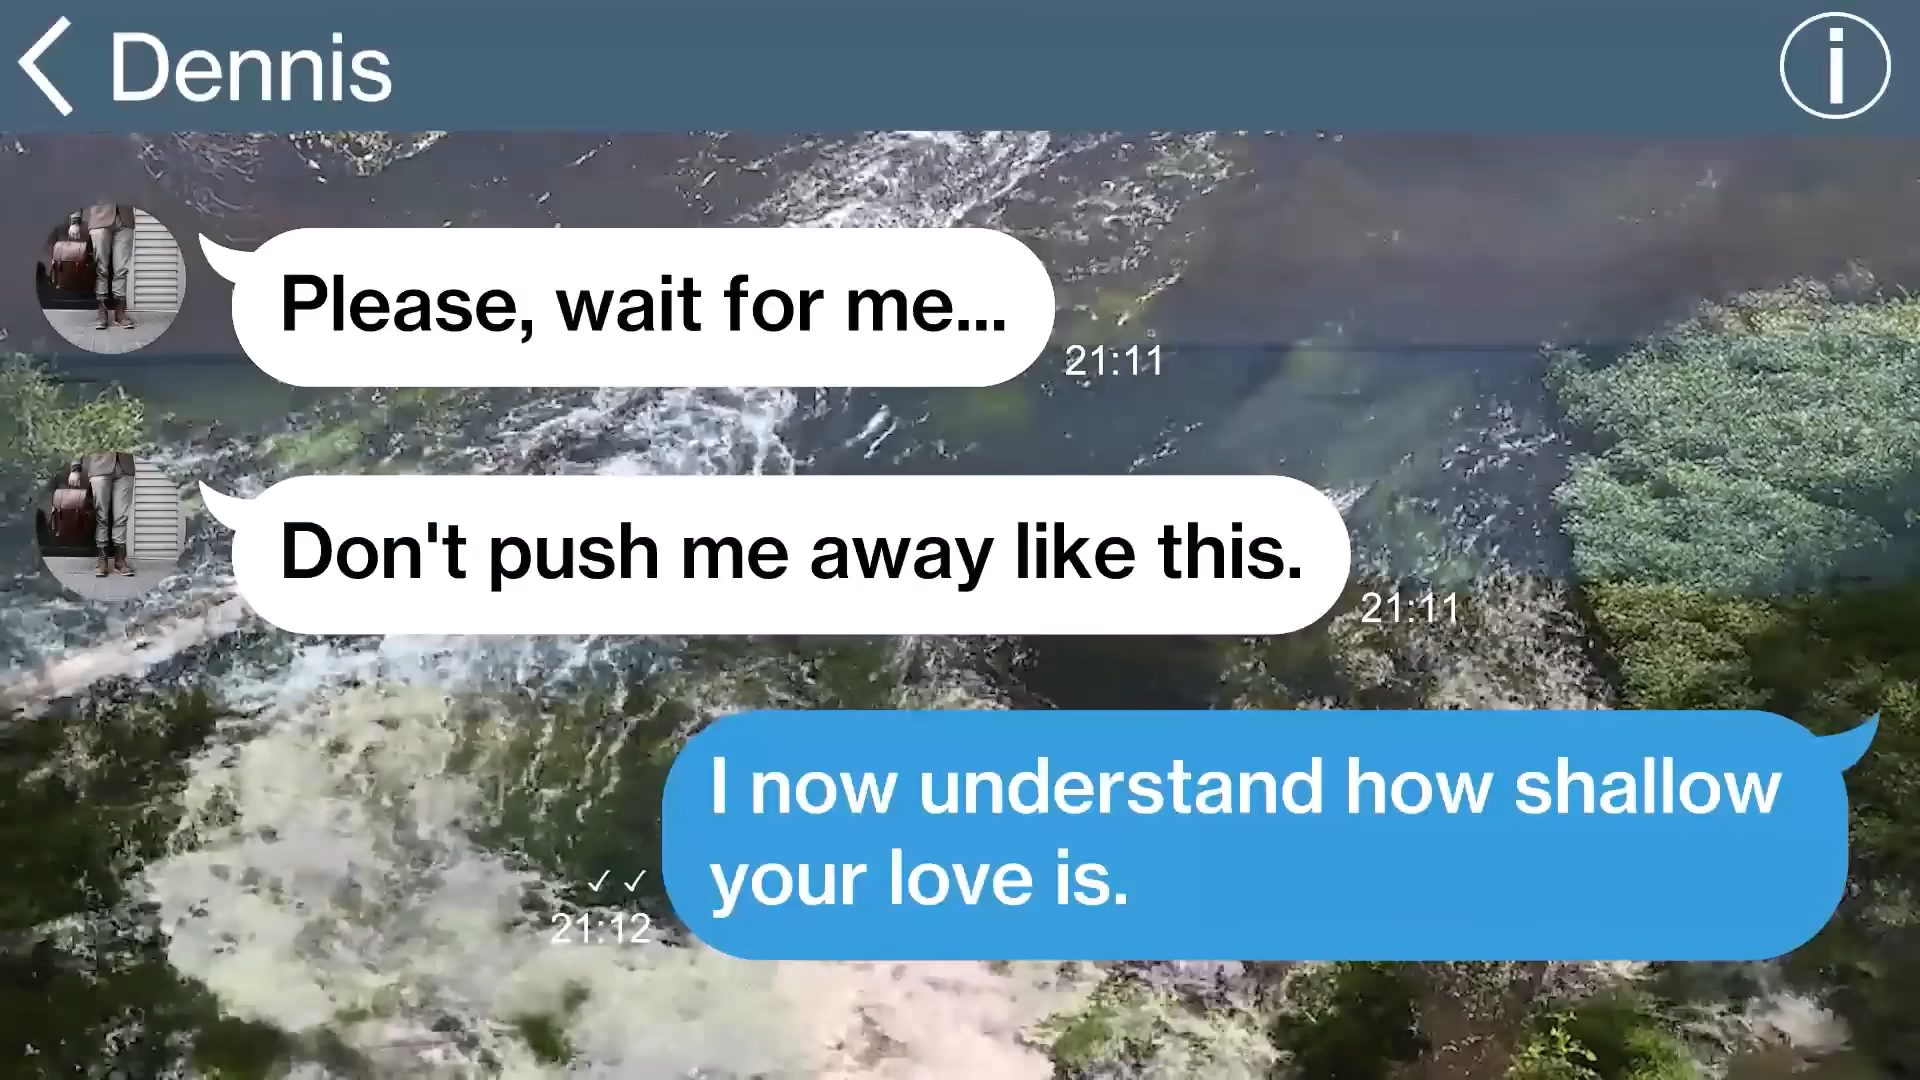 Dennis
Please, wait for me...
21:11
Don't push me away like this.
21:11
I now understand how shallow
your love is.
21:12